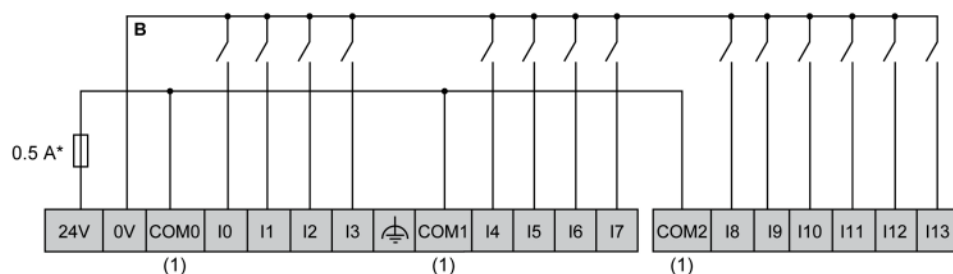 B
0.5 A*
24V 0V COM0 I0 I1 I2 I3 COM1 I4 I5 I6 I7 COM2 I8 I9 I10 I11 I12 I13
(1) (1) (1)